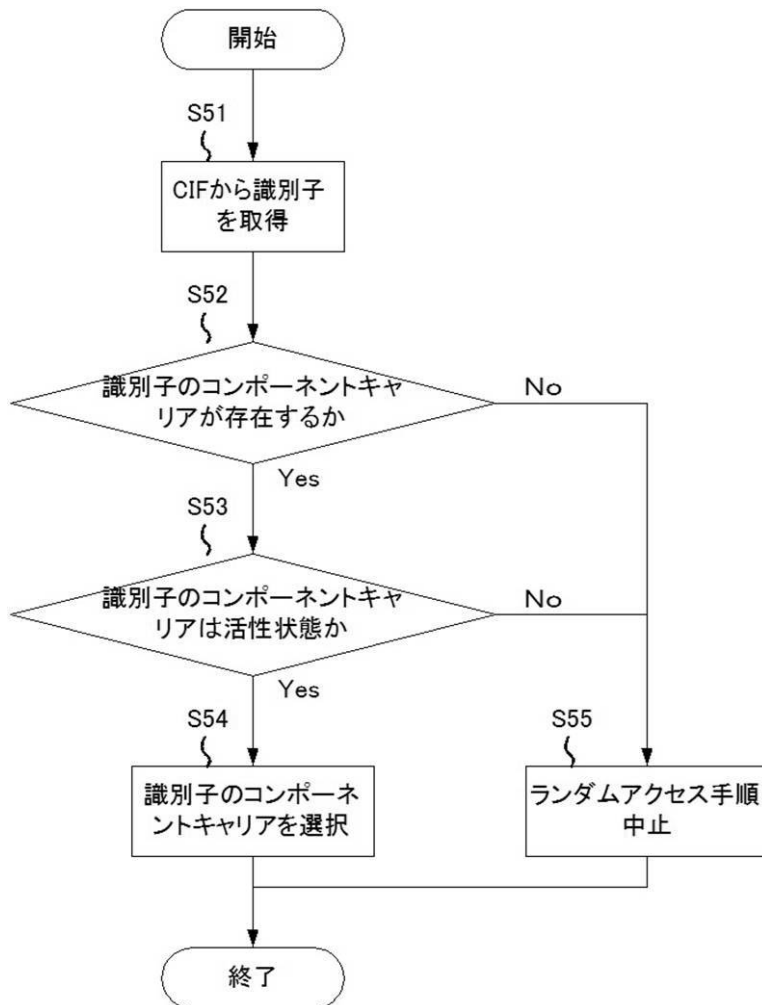 開始
S51
CIFから識別子
を取得
S52
識別子のコンポーネントキャ
リアが存在するか
No
Yes
S53
識別子のコンポーネントキャ
リアは活性状態か
No
Yes
S54
識別子のコンポーネ
ントキャリアを選択
S55
ランダムアクセス手順
中止
終了